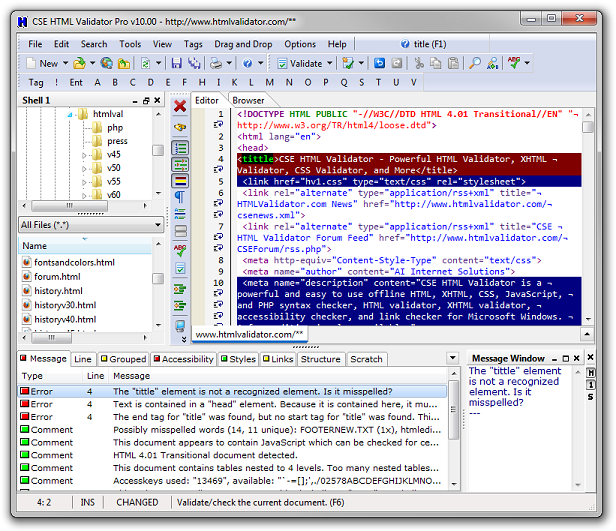 CSE HTML Validator Pro v10.00 - http://www.htmlvalidator.com/**
File Edit Search Tools View Tags Drag and Drop Options Help title (F1)
New Validate
Tag ! Ent A B C D E F G H I K L M N O P Q S T U V
Shell 1
htmlval
php
press
v45
v50
v55
v60
All Files (*.*)
Name
fontsandcolors.html
forum.html
history.html
historyv30.html
historyv40.html
Editor Browser
1 <!DOCTYPE HTML PUBLIC "-//W3C//DTD HTML 4.01 Transitional//EN" "¬
http://www.w3.org/TR/html4/loose.dtd">
2 <html lang="en">
3 <head>
4 <tittle>CSE HTML Validator - Powerful HTML Validator, XHTML ¬
Validator, CSS Validator, and More</title>
5 <link href="hv1.css" type="text/css" rel="stylesheet">
6 <link rel="alternate" type="application/rss+xml" title="¬
HTMLValidator.com News" href="http://www.htmlvalidator.com/¬
csenews.xml">
7 <link rel="alternate" type="application/rss+xml" title="CSE ¬
HTML Validator Forum Feed" href="http://www.htmlvalidator.com/¬
CSEForum/rss.php">
8 <meta http-equiv="Content-Style-Type" content="text/css">
9 <meta name="author" content="AI Internet Solutions">
10 <meta name="description" content="CSE HTML Validator is a ¬
powerful and easy to use offline HTML, XHTML, CSS, JavaScript, ¬
and PHP syntax checker, HTML validator, XHTML validator, ¬
accessibility checker, and link checker for Microsoft Windows. ¬
www.htmlvalidator.com/**
Message Line Grouped Accessibility Styles Links Structure Scratch
Type Line Message
Error 4 The "tittle" element is not a recognized element. Is it misspelled?
Error 4 Text is contained in a "head" element. Because it is contained here, it mu...
Error 4 The end tag for "title" was found, but no start tag for "title" was found. Thi...
Comment Possibly misspelled words (14, 11 unique): FOOTERNEW.TXT (1x), htmledi...
Comment This document appears to contain JavaScript which can be checked for ce...
Comment HTML 4.01 Transitional document detected.
Comment This document contains tables nested to 4 levels. Too many nested tables...
Comment Accesskeys used: "13469", available: "`-=[];',./02578ABCDEFGHIJKLMNO...
Message Window
The "tittle" element
is not a recognized
element. Is it
misspelled?
---
M
1
S
4: 2 INS CHANGED Validate/check the current document. (F6)